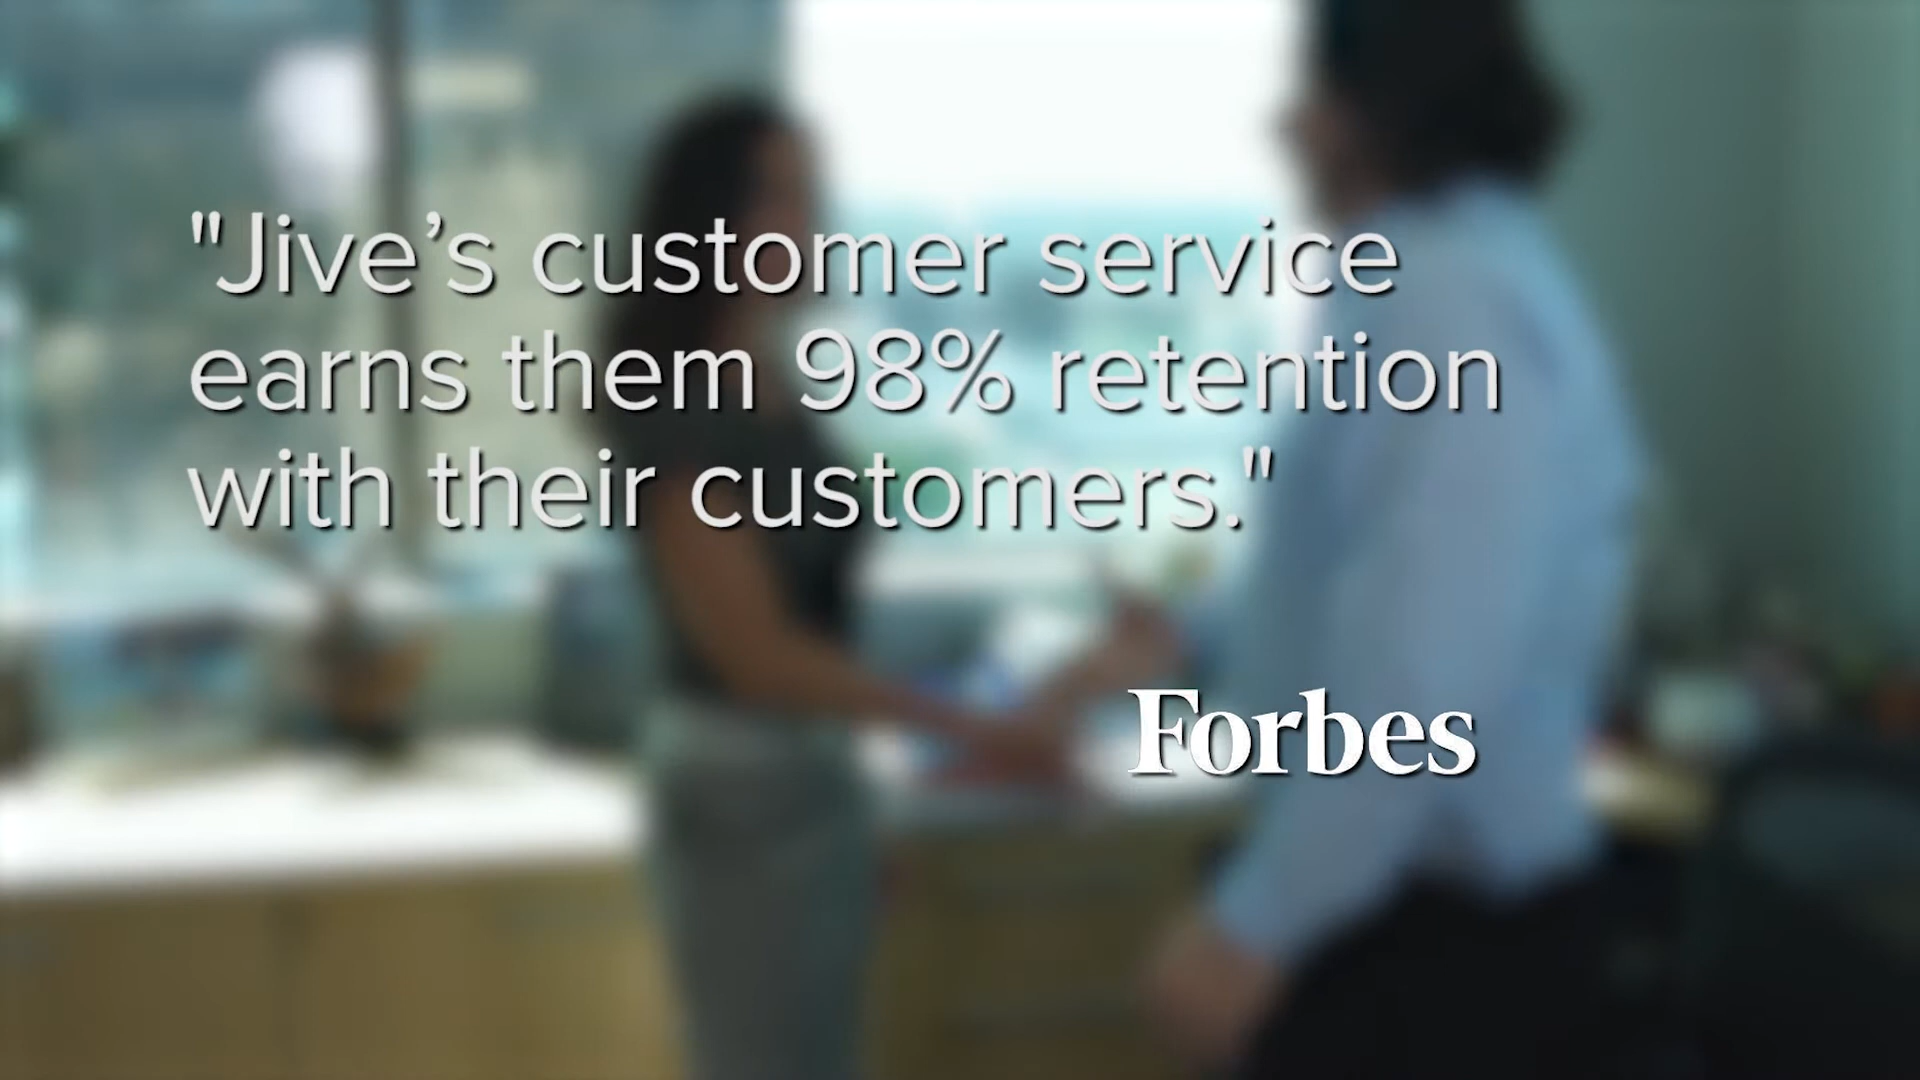 "Jive’s customer service
earns them 98% retention
with their customers."
Forbes